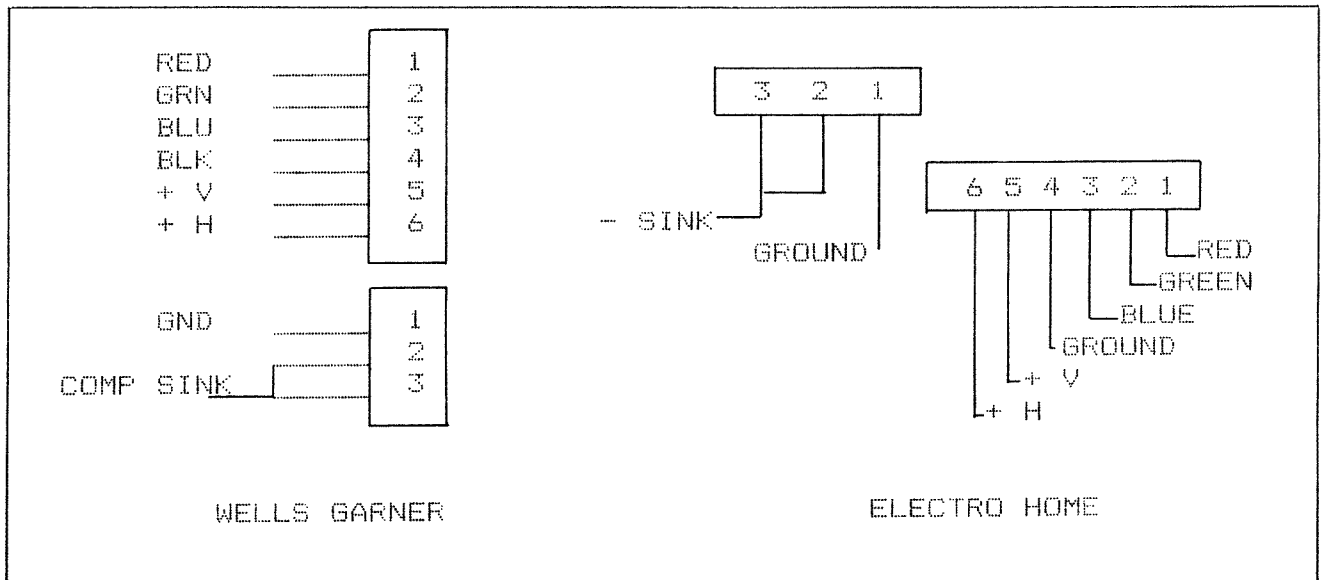 RED 1
GRN 2
BLU 3
BLK 4
+ V 5
+ H 6
GND 1
2
COMP SINK 3
WELLS GARNER
3 2 1
- SINK
GROUND
6 5 4 3 2 1
RED
GREEN
BLUE
GROUND
+ V
+ H
ELECTRO HOME